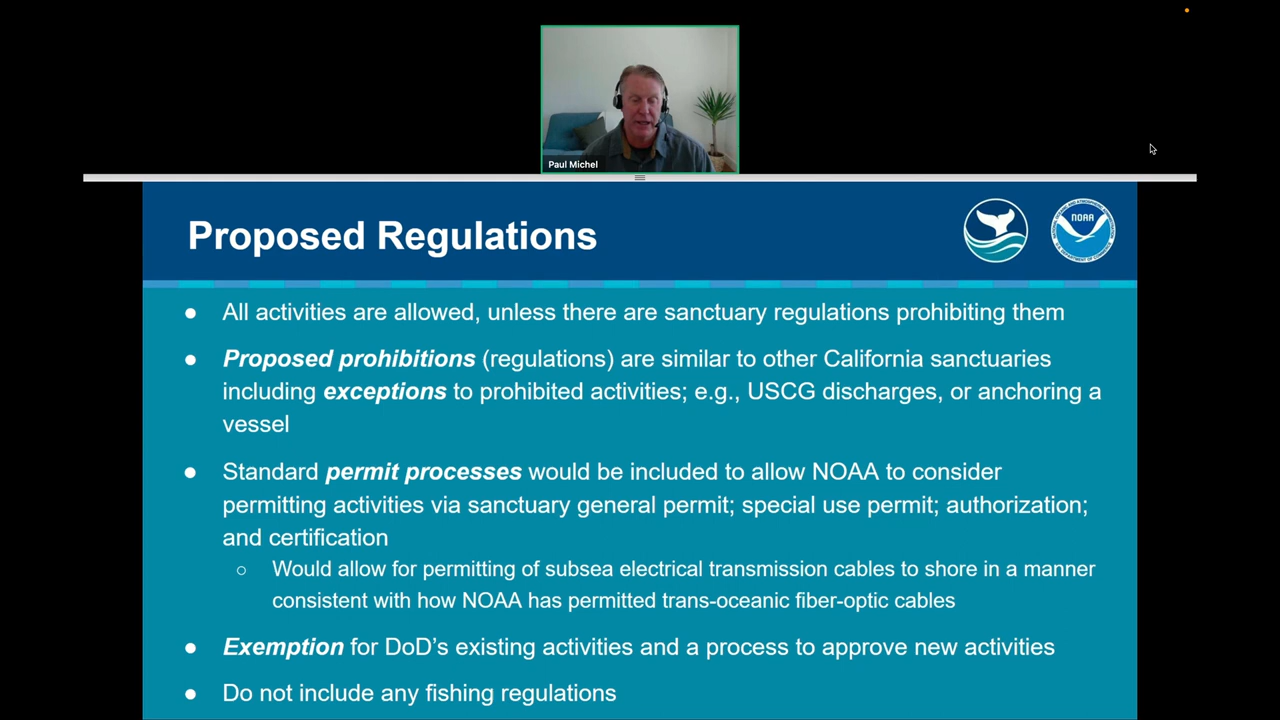 Paul Michel
Proposed Regulations
NOAA
● All activities are allowed, unless there are sanctuary regulations prohibiting them
● Proposed prohibitions (regulations) are similar to other California sanctuaries
including exceptions to prohibited activities; e.g., USCG discharges, or anchoring a
vessel
● Standard permit processes would be included to allow NOAA to consider
permitting activities via sanctuary general permit; special use permit; authorization;
and certification
○ Would allow for permitting of subsea electrical transmission cables to shore in a manner
consistent with how NOAA has permitted trans-oceanic fiber-optic cables
● Exemption for DoD's existing activities and a process to approve new activities
● Do not include any fishing regulations